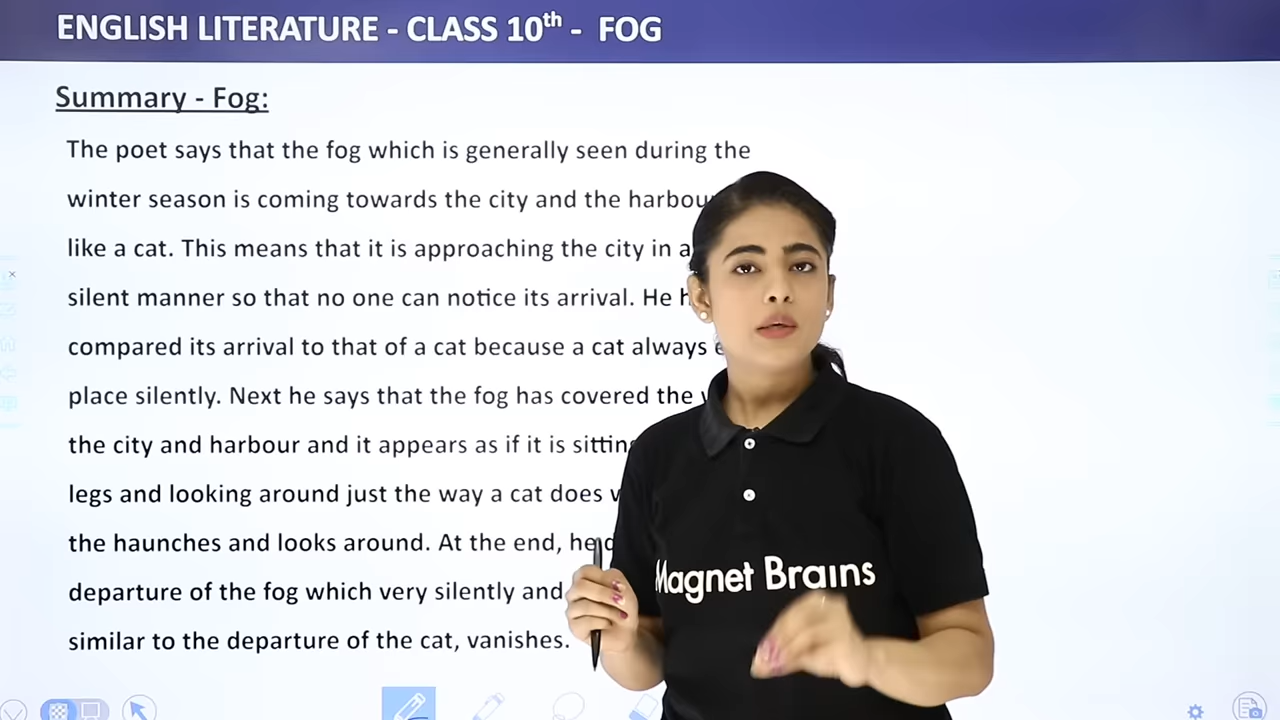 ENGLISH LITERATURE - CLASS 10th - FOG
Summary - Fog:
The poet says that the fog which is generally seen during the
winter season is coming towards the city and the harbour
like a cat. This means that it is approaching the city in a
silent manner so that no one can notice its arrival. He
compared its arrival to that of a cat because a cat always
place silently. Next he says that the fog has covered the
the city and harbour and it appears as if it is sitting
legs and looking around just the way a cat does
the haunches and looks around. At the end, he
departure of the fog which very silently and
similar to the departure of the cat, vanishes.
Magnet Brains